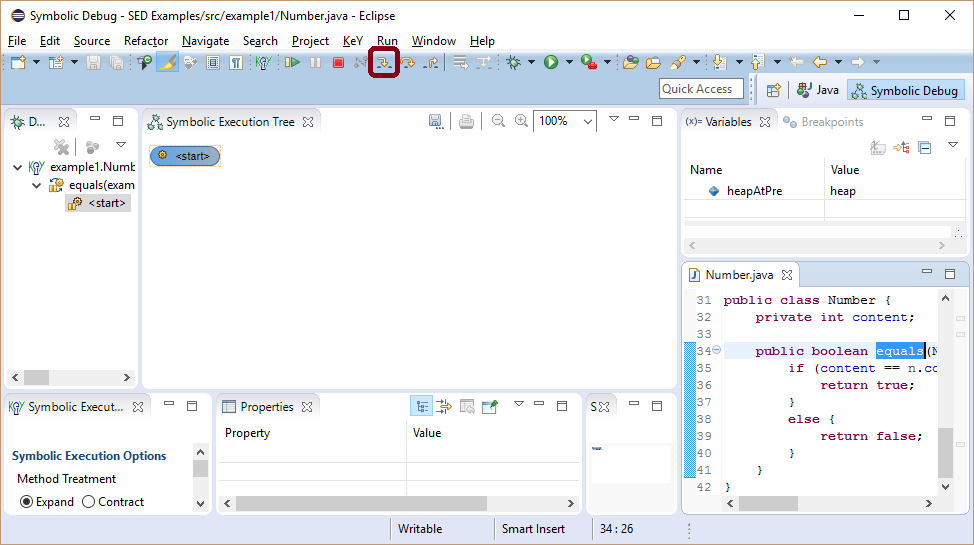 Symbolic Debug - SED Examples/src/example1/Number.java - Eclipse
File Edit Source Refactor Navigate Search Project KeY Run Window Help
Quick Access
Java
Symbolic Debug
D...
example1.Numb
equals(exam
<start>
Symbolic Execution Tree
100%
<start>
(x)= Variables
Breakpoints
Name Value
heapAtPre heap
Number.java
31 public class Number {
32 private int content;
33
34 public boolean equals(N
35 if (content == n.co
36 return true;
37 }
38 else {
39 return false;
40 }
41 }
42 }
Symbolic Execut...
Symbolic Execution Options
Method Treatment
Expand Contract
Properties
Property Value
S
Writable Smart Insert 34 : 26